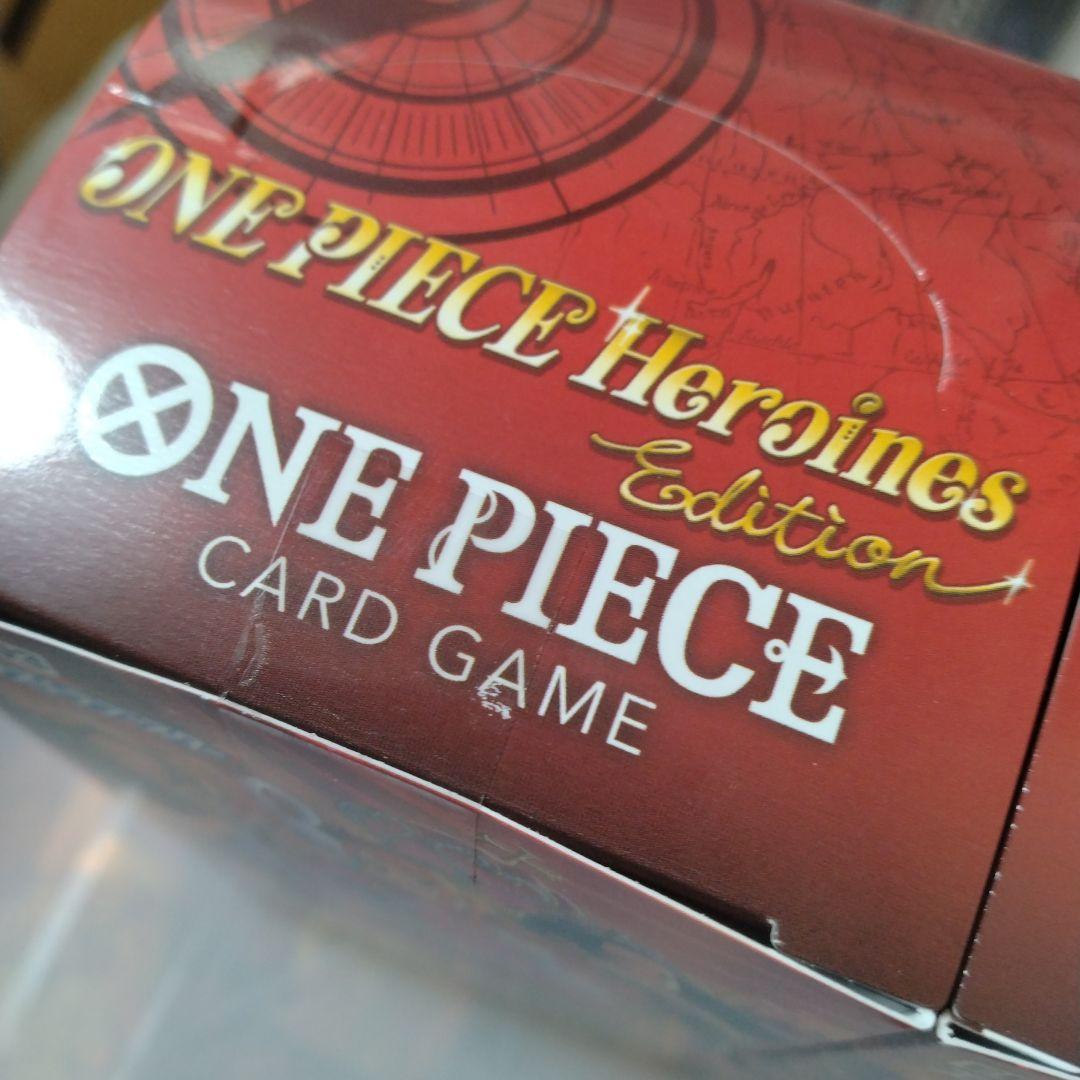 ONE PIECE Heroines
Edition
ONE PIECE
CARD GAME